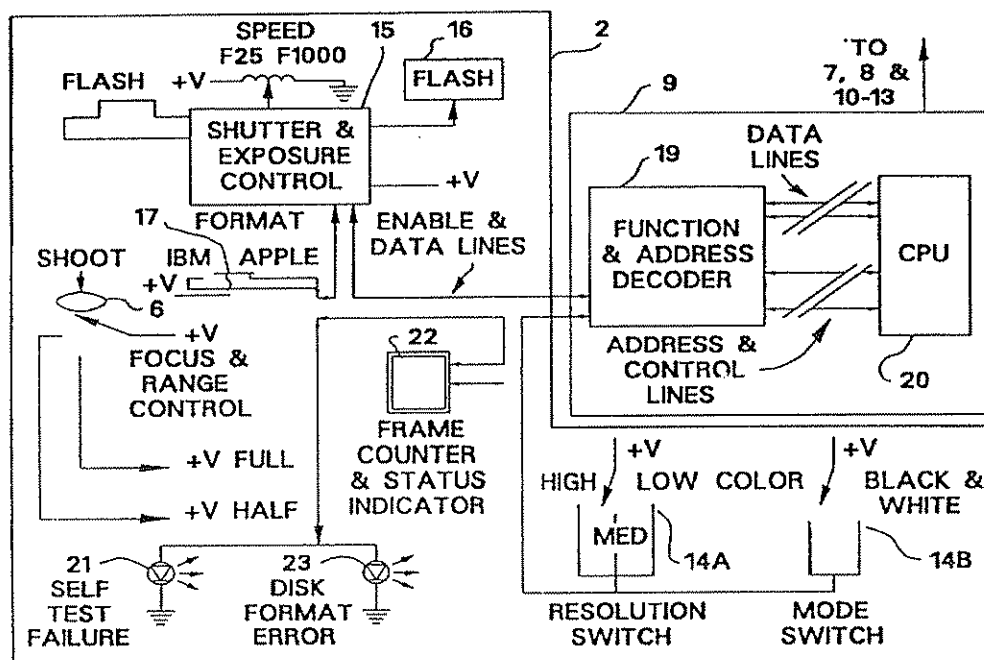 SPEED
F25 F1000
15
16
2
FLASH
+V
FLASH
TO
7, 8 &
10-13
9
SHUTTER &
EXPOSURE
CONTROL
+V
19
DATA
LINES
FORMAT
17
IBM APPLE
ENABLE &
DATA LINES
FUNCTION
& ADDRESS
DECODER
CPU
SHOOT
+V
6
+V
FOCUS &
RANGE
CONTROL
22
ADDRESS &
CONTROL
LINES
20
FRAME
COUNTER
& STATUS
INDICATOR
+V FULL
+V HALF
+V
HIGH LOW
MED
14A
+V
COLOR BLACK &
WHITE
14B
21
SELF
TEST
FAILURE
23
DISK
FORMAT
ERROR
RESOLUTION
SWITCH
MODE
SWITCH